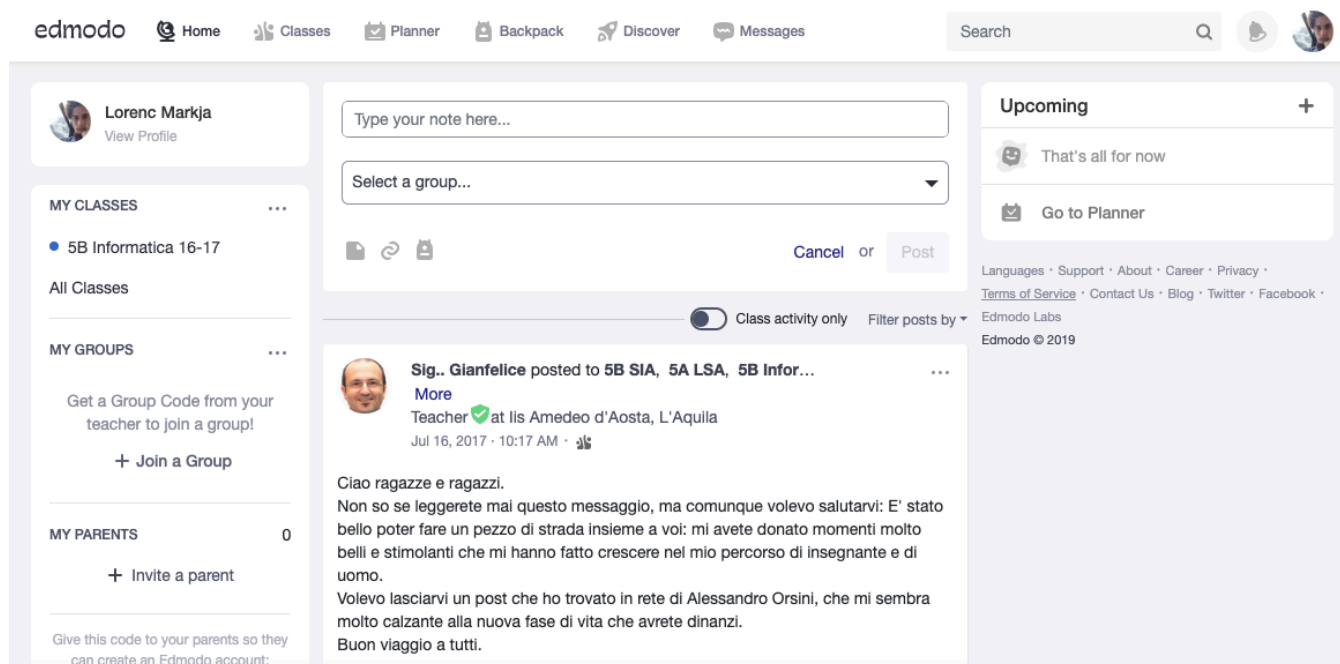 edmodo
Home
Classes
Planner
Backpack
Discover
Messages
Search
Lorenc Markja
View Profile
MY CLASSES
5B Informatica 16-17
All Classes
MY GROUPS
Get a Group Code from your
teacher to join a group!
+ Join a Group
MY PARENTS 0
+ Invite a parent
Give this code to your parents so they
can create an Edmodo account:
Type your note here...
Select a group...
Cancel or Post
Class activity only Filter posts by
Sig.. Gianfelice posted to 5B SIA, 5A LSA, 5B Infor...
More
Teacher at Iis Amedeo d'Aosta, L'Aquila
Jul 16, 2017 · 10:17 AM ·
Ciao ragazze e ragazzi.
Non so se leggerete mai questo messaggio, ma comunque volevo salutarvi: E' stato
bello poter fare un pezzo di strada insieme a voi: mi avete donato momenti molto
belli e stimolanti che mi hanno fatto crescere nel mio percorso di insegnante e di
uomo.
Volevo lasciarvi un post che ho trovato in rete di Alessandro Orsini, che mi sembra
molto calzante alla nuova fase di vita che avrete dinanzi.
Buon viaggio a tutti.
Upcoming +
That's all for now
Go to Planner
Languages · Support · About · Career · Privacy ·
Terms of Service · Contact Us · Blog · Twitter · Facebook ·
Edmodo Labs
Edmodo © 2019